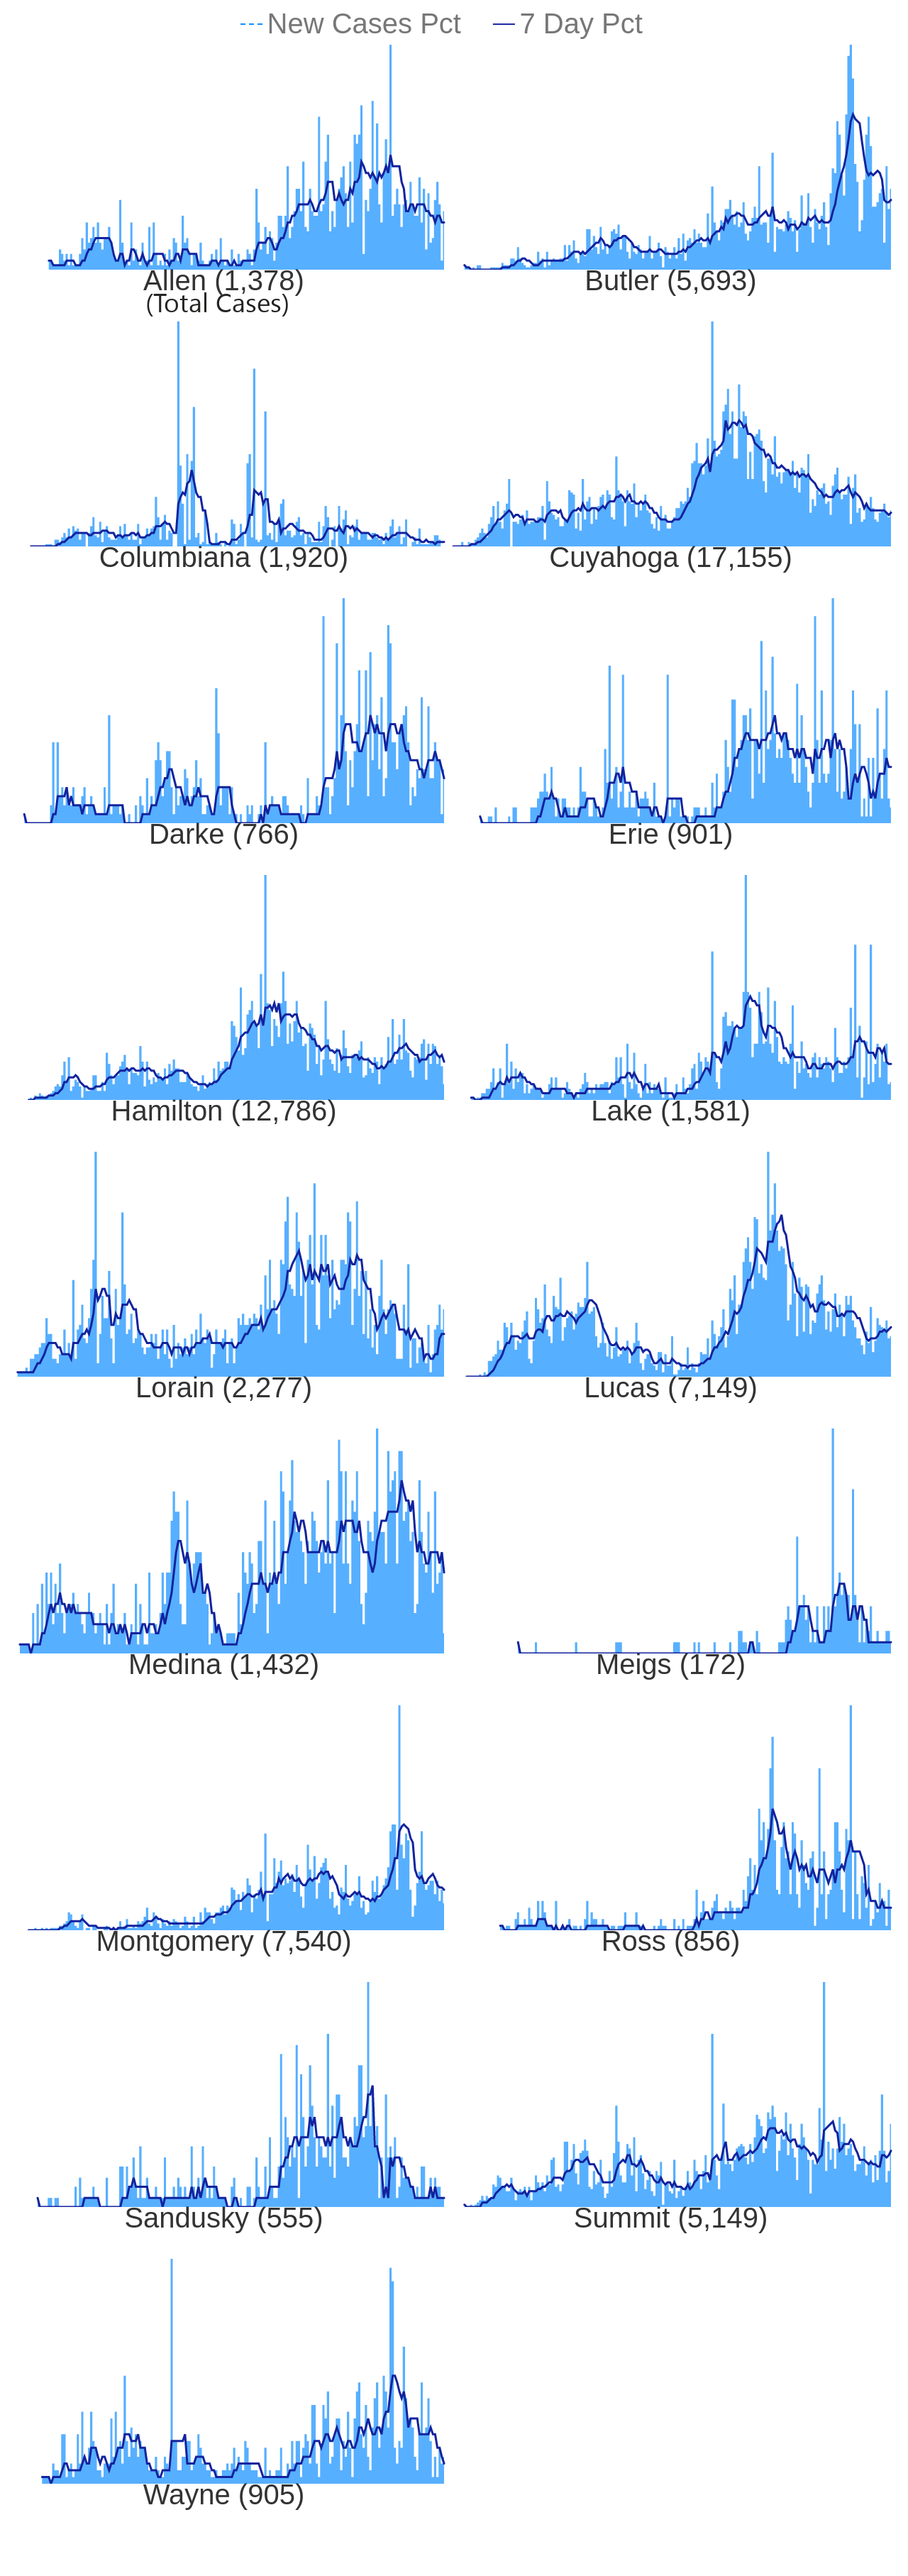 New Cases Pct 7 Day Pct
Allen (1,378) Butler (5,693)
(Total Cases)
Columbiana (1,920) Cuyahoga (17,155)
Darke (766) Erie (901)
Hamilton (12,786) Lake (1,581)
Lorain (2,277) Lucas (7,149)
Medina (1,432) Meigs (172)
Montgomery (7,540) Ross (856)
Sandusky (555) Summit (5,149)
Wayne (905)